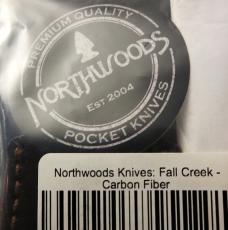 PREMIUM QUALITY
NORTHWOODS
EST 2004
POCKET KNIVES
Northwoods Knives: Fall Creek -
Carbon Fiber